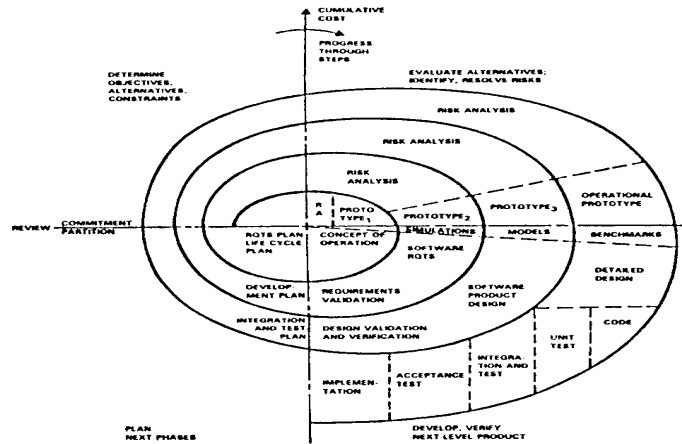 CUMULATIVE
COST
PROGRESS
THROUGH
STEPS
DETERMINE
OBJECTIVES,
ALTERNATIVES,
CONSTRAINTS
EVALUATE ALTERNATIVES;
IDENTIFY, RESOLVE RISKS
RISK ANALYSIS
RISK ANALYSIS
RISK
ANALYSIS
R
A
PROTO
TYPE1
PROTOTYPE2
PROTOTYPE3
OPERATIONAL
PROTOTYPE
REVIEW
COMMITMENT
PARTITION
SIMULATIONS
MODELS
BENCHMARKS
RQTS PLAN
LIFE CYCLE
PLAN
CONCEPT OF
OPERATION
SOFTWARE
RQTS
DETAILED
DESIGN
DEVELOP-
MENT PLAN
REQUIREMENTS
VALIDATION
SOFTWARE
PRODUCT
DESIGN
INTEGRATION
AND TEST
PLAN
DESIGN VALIDATION
AND VERIFICATION
CODE
UNIT
TEST
INTEGRA-
TION AND
TEST
ACCEPTANCE
TEST
IMPLEMEN-
TATION
PLAN
NEXT PHASES
DEVELOP, VERIFY
NEXT LEVEL PRODUCT